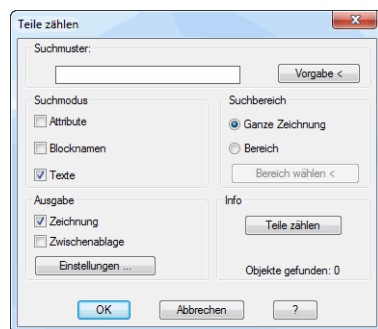 Teile zählen
Suchmuster:
Vorgabe <
Suchmodus
Attribute
Blocknamen
Texte
Suchbereich
Ganze Zeichnung
Bereich
Bereich wählen <
Ausgabe
Zeichnung
Zwischenablage
Einstellungen ...
Info
Teile zählen
Objekte gefunden: 0
OK
Abbrechen
?